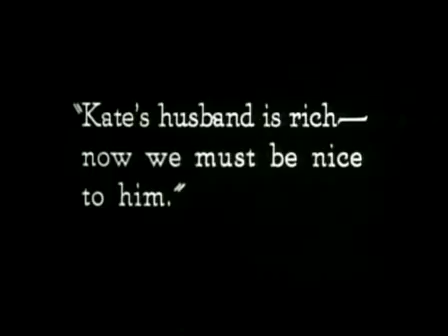 "Kate's husband is rich—
now we must be nice
to him."